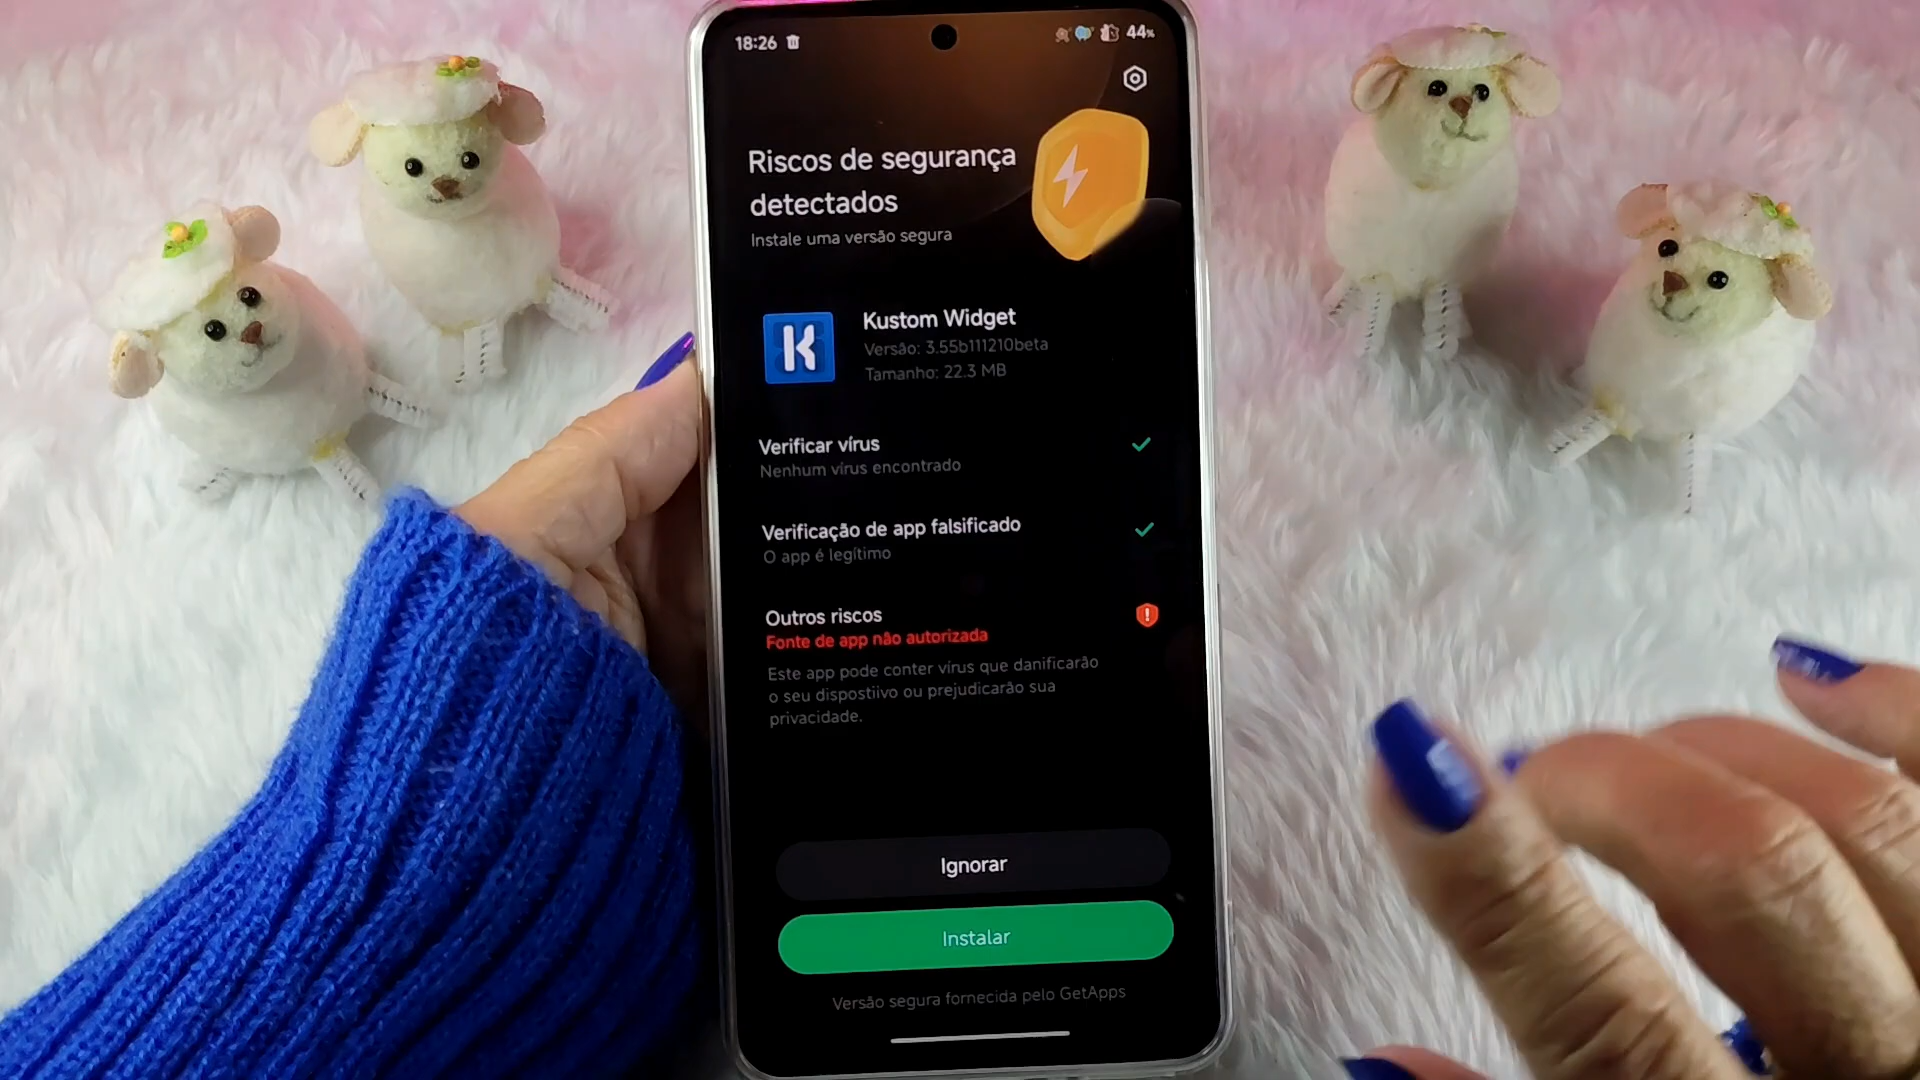 18:26
44%
Riscos de segurança
detectados
Instale uma versão segura
K
Kustom Widget
Versão: 3.55b111210beta
Tamanho: 22.3 MB
Verificar vírus
Nenhum vírus encontrado
Verificação de app falsificado
O app é legítimo
Outros riscos
Fonte de app não autorizada
Este app pode conter vírus que danificarão
o seu dispostiivo ou prejudicarão sua
privacidade.
Ignorar
Instalar
Versão segura fornecida pelo GetApps